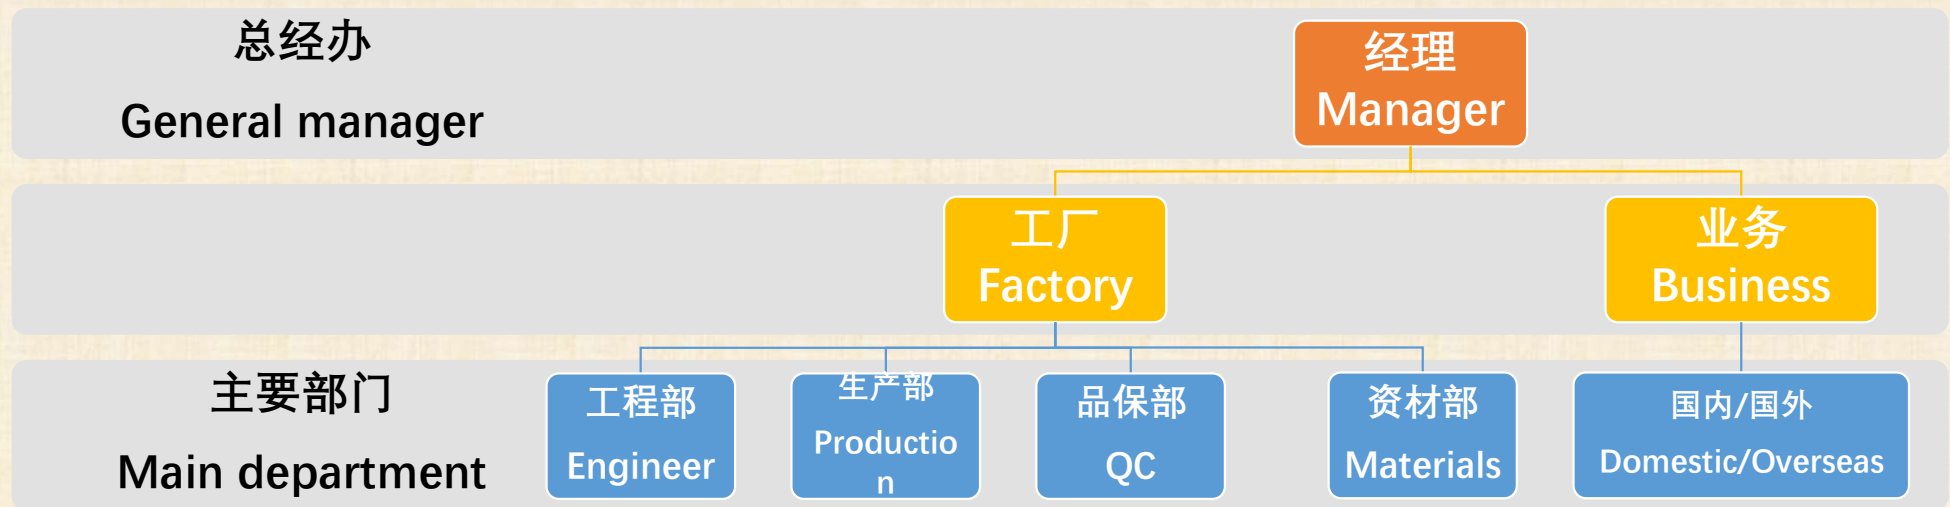 总经办
General manager
经理
Manager
工厂
Factory
业务
Business
主要部门
Main department
工程部
Engineer
生产部
Productio
n
品保部
QC
资材部
Materials
国内/国外
Domestic/Overseas